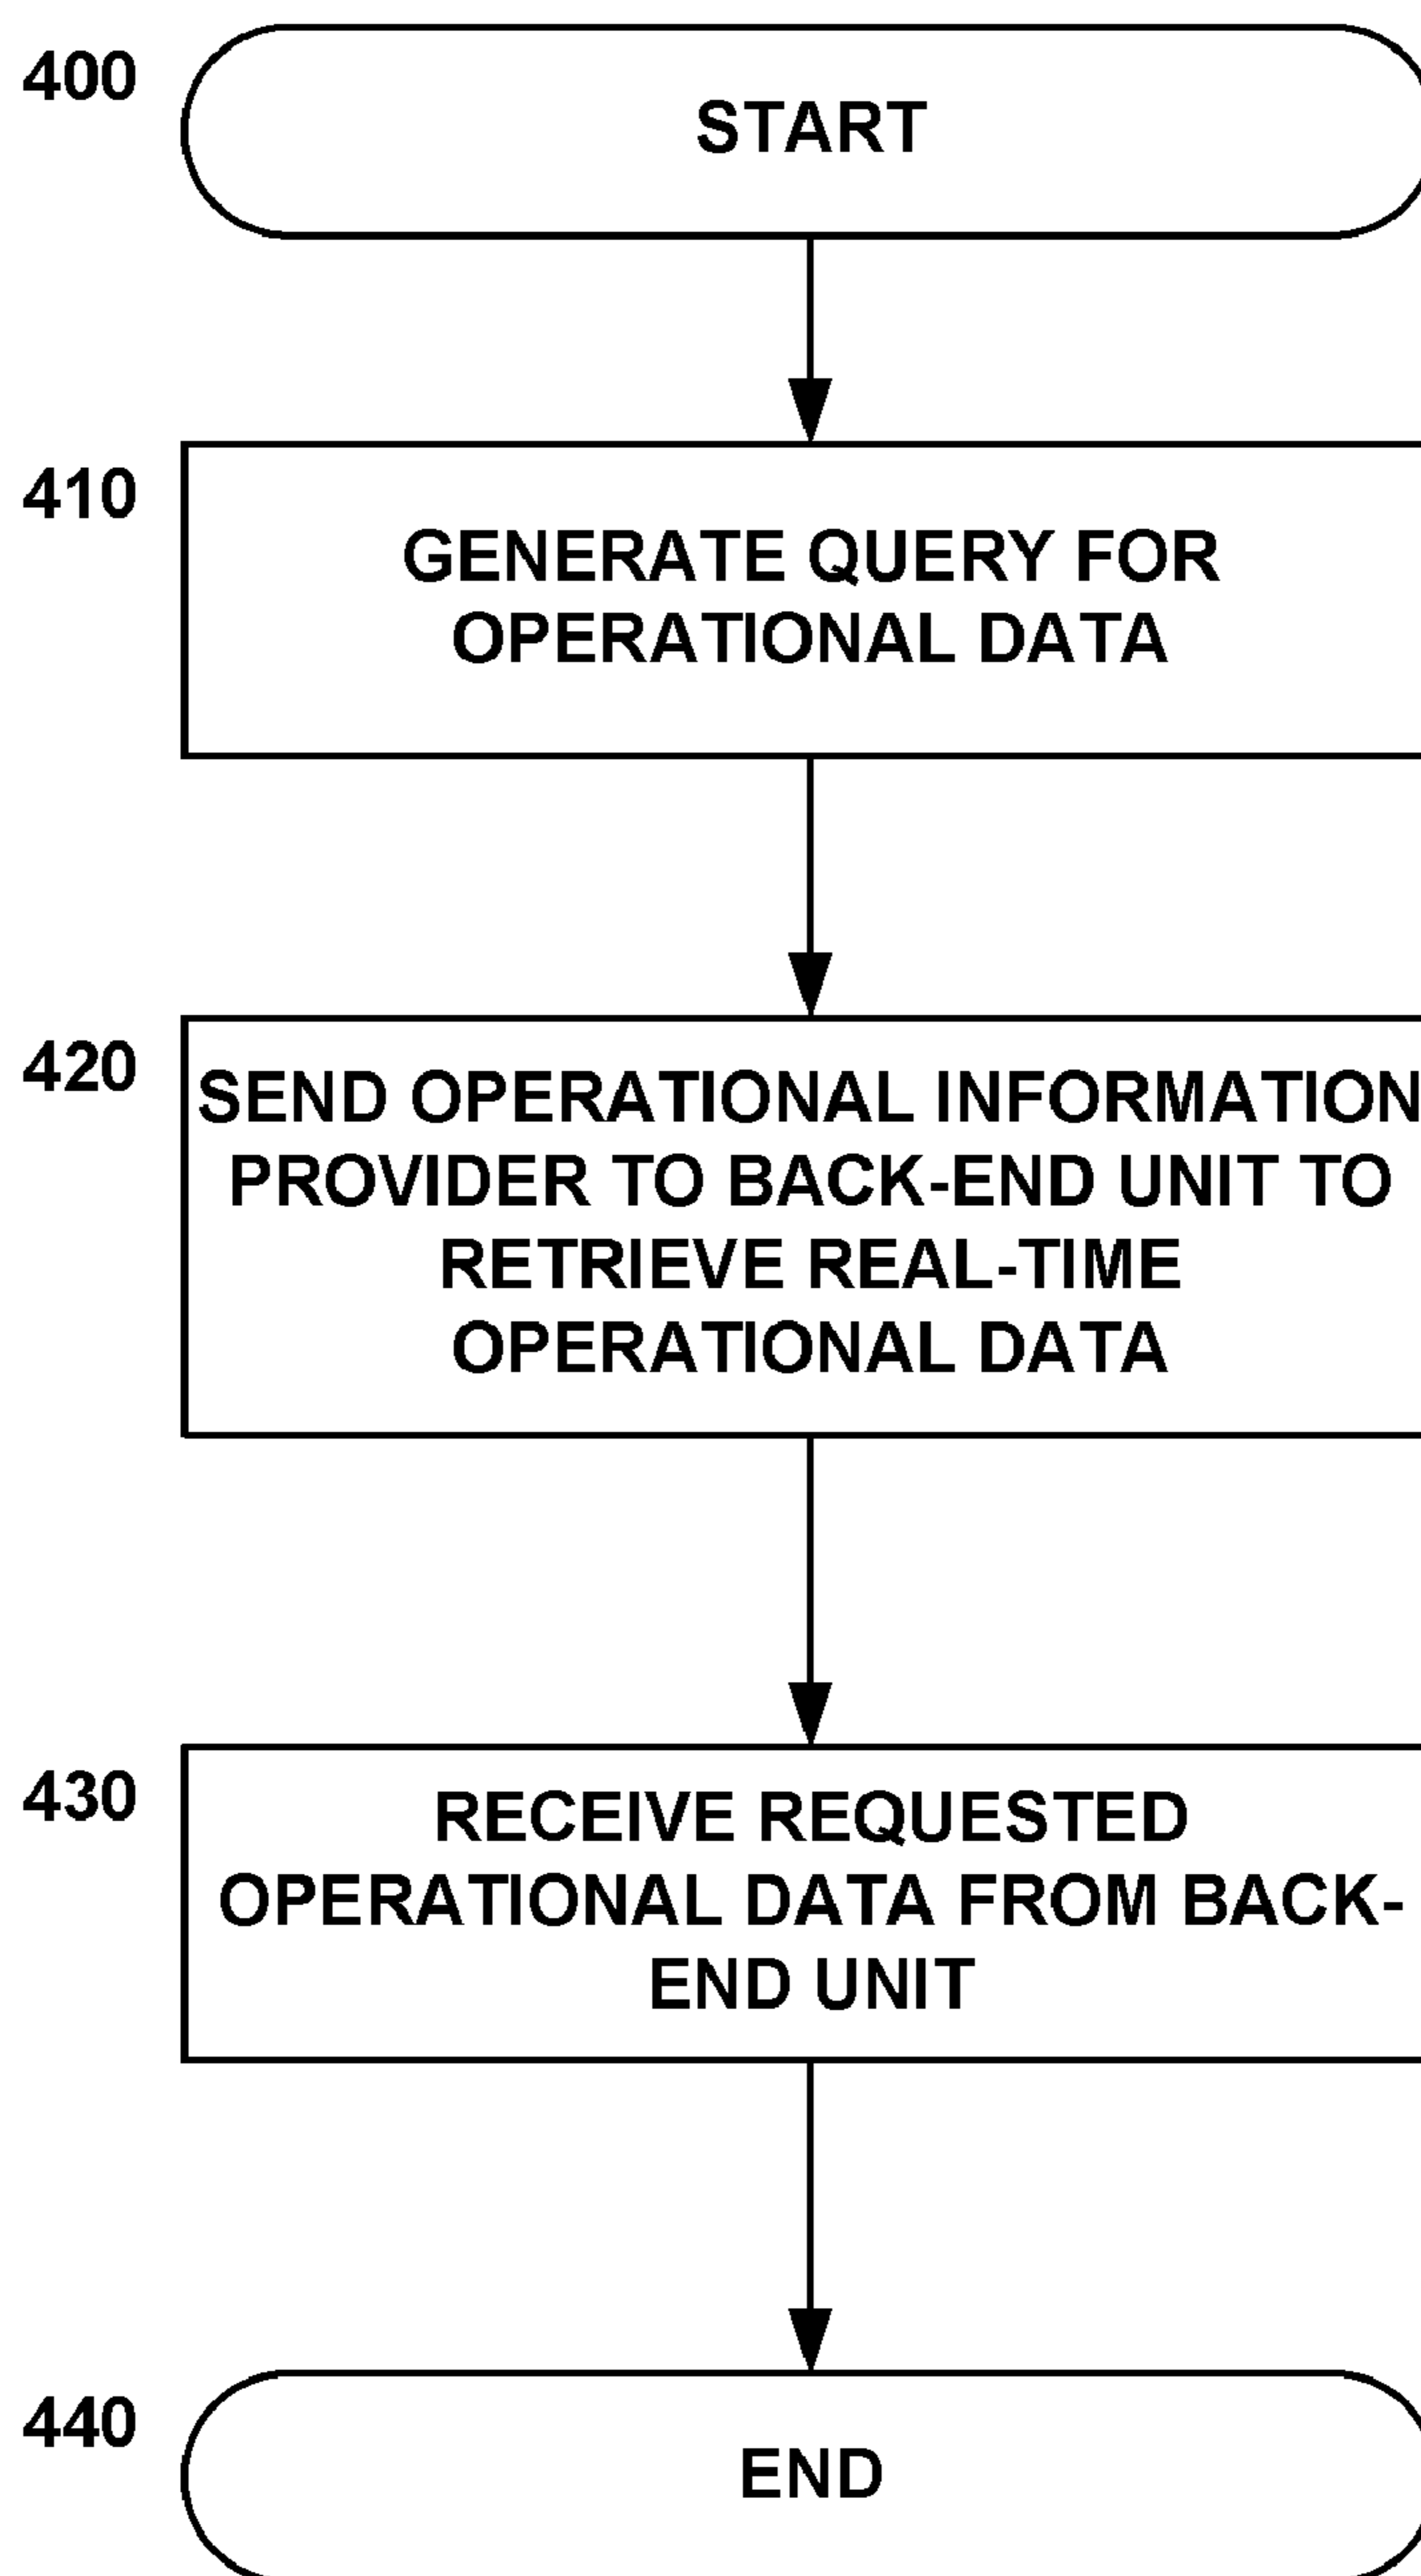 400
START
410
GENERATE QUERY FOR
OPERATIONAL DATA
420
SEND OPERATIONAL INFORMATION
PROVIDER TO BACK-END UNIT TO
RETRIEVE REAL-TIME
OPERATIONAL DATA
430
RECEIVE REQUESTED
OPERATIONAL DATA FROM BACK-
END UNIT
440
END